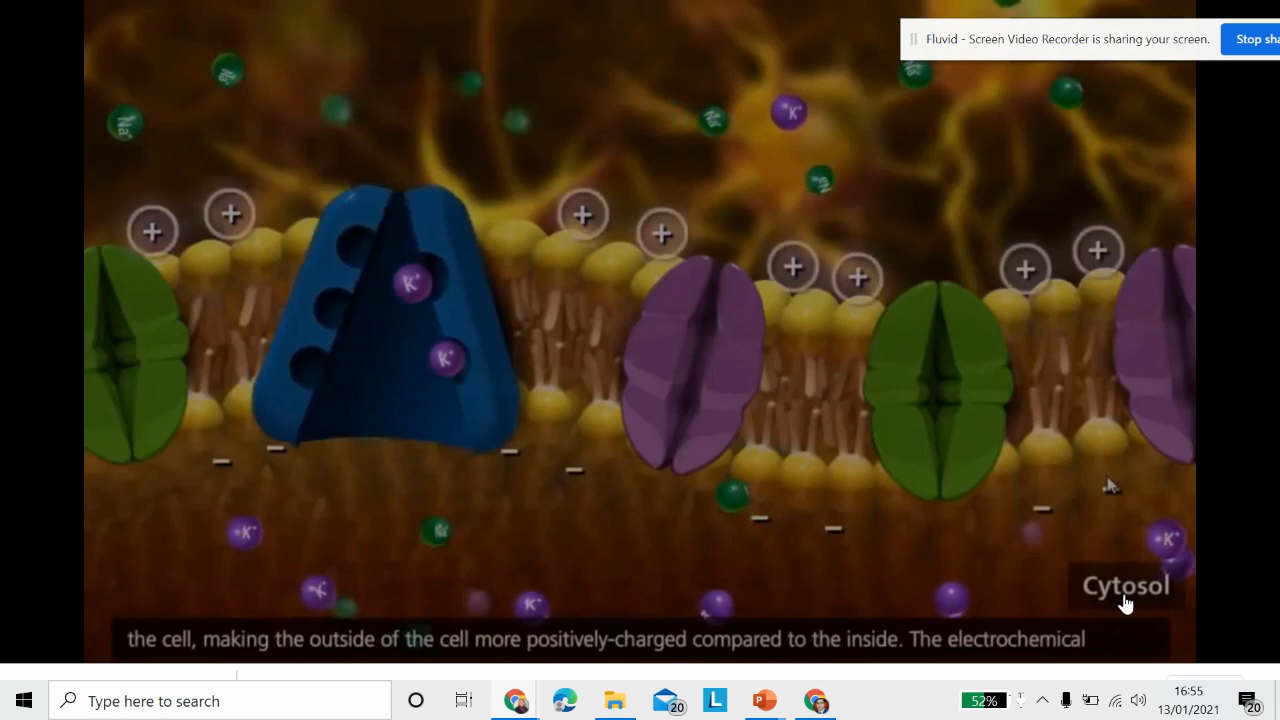 Fluvid - Screen Video Recorder is sharing your screen.
Stop sha
Na⁺
K⁺
K⁺
K⁺
K⁺
K⁺
K⁺
K⁺
Cytosol
the cell, making the outside of the cell more positively-charged compared to the inside. The electrochemical
Type here to search
20
L
52%
16:55
13/01/2021
20